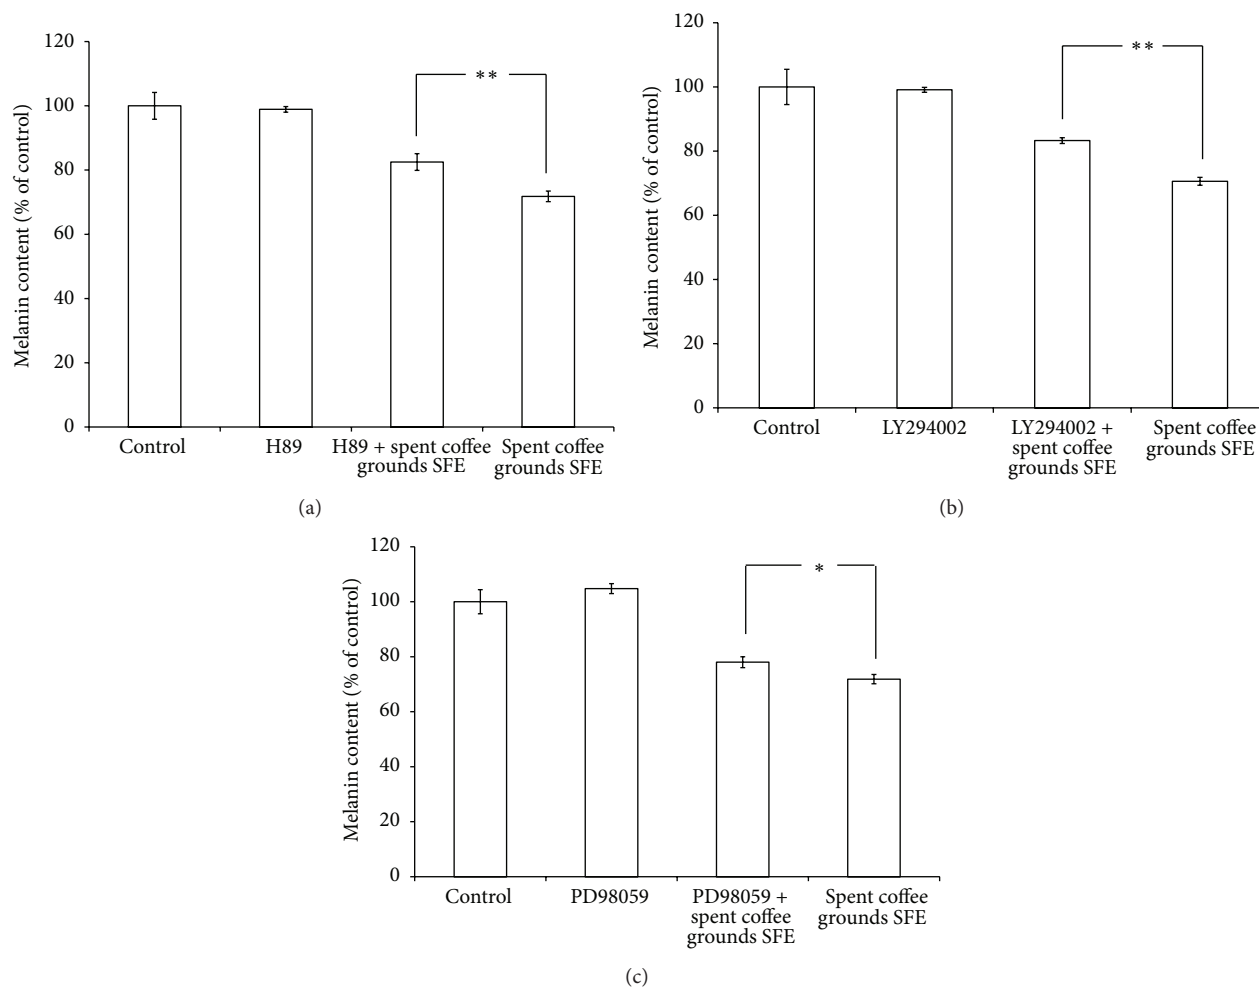 120
100
80
60
40
20
0
Melanin content (% of control)
**
Control
H89
H89 + spent coffee
grounds SFE
Spent coffee
grounds SFE
(a)
120
100
80
60
40
20
0
Melanin content (% of control)
**
Control
LY294002
LY294002 +
spent coffee
grounds SFE
Spent coffee
grounds SFE
(b)
120
100
80
60
40
20
0
Melanin content (% of control)
*
Control
PD98059
PD98059 +
spent coffee
grounds SFE
Spent coffee
grounds SFE
(c)